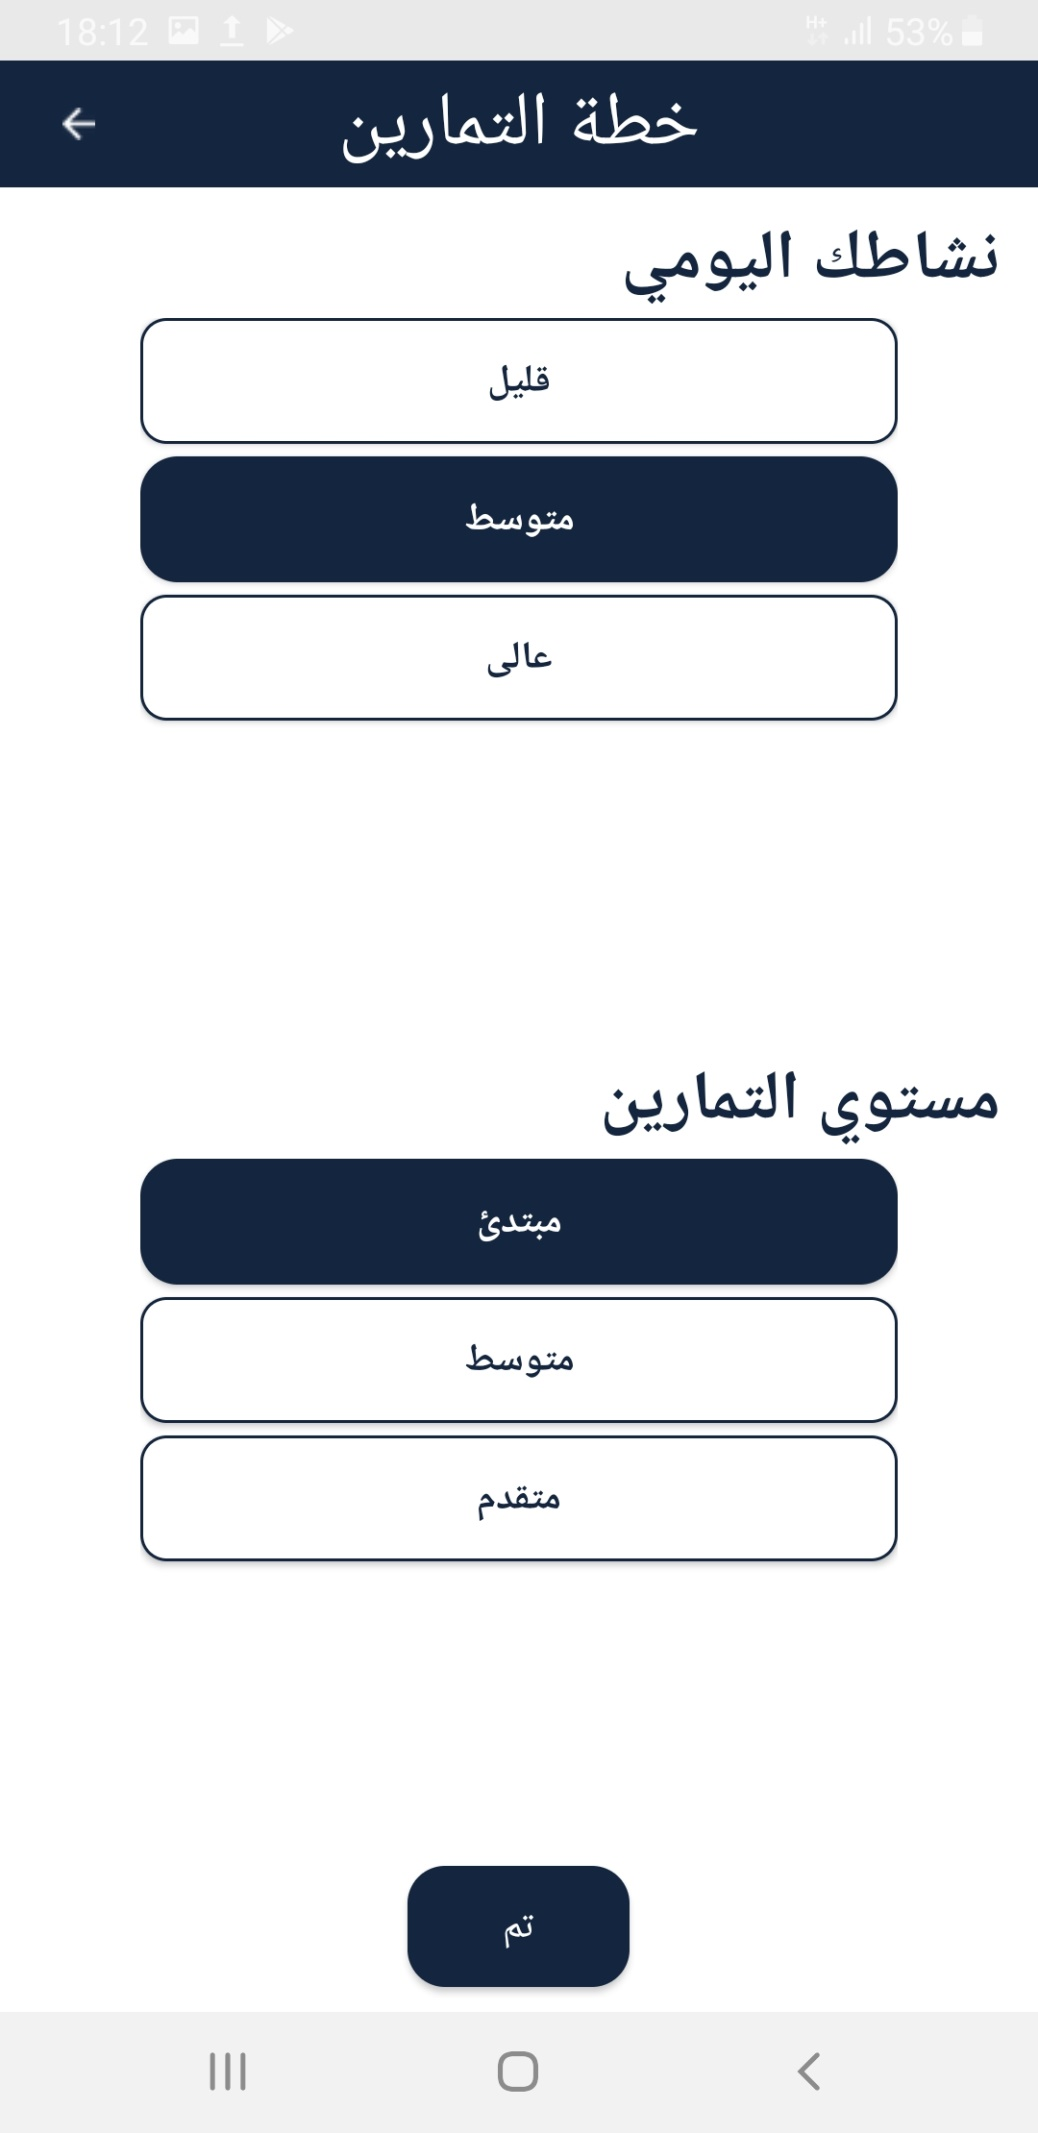 18:12 H+ 53%
خطة التمارين
نشاطك اليومي
قليل
متوسط
عالى
مستوي التمارين
مبتدئ
متوسط
متقدم
تم